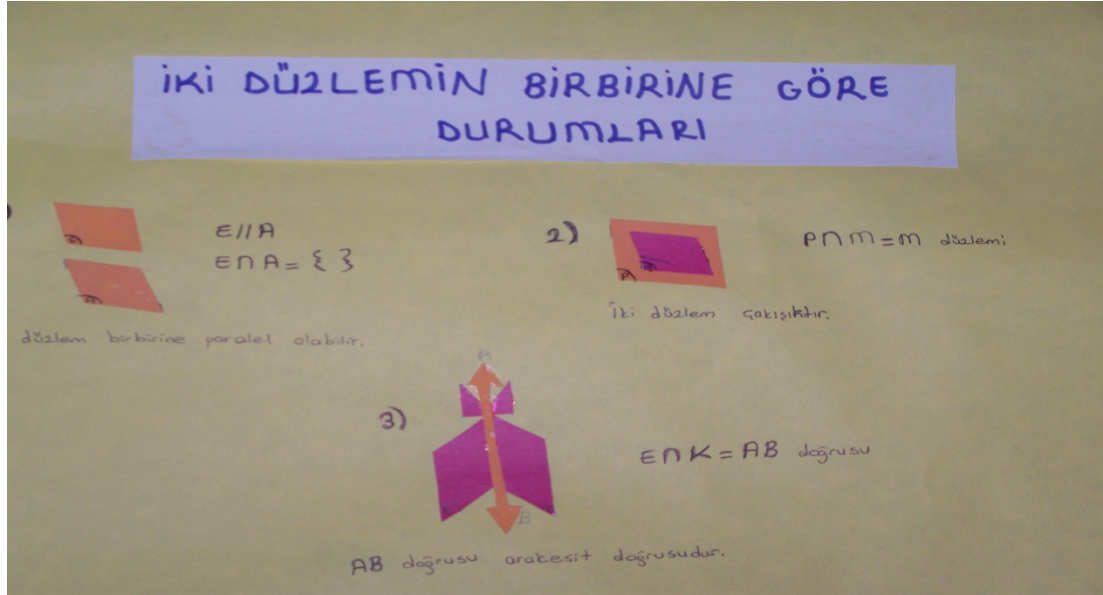 İKİ DÜZLEMİN BİRBİRİNE GÖRE
DURUMLARI
E//A
E∩A={ }
düzlem birbirine paralel olabilir.
2)
P∩M=M düzlemi
P
İki düzlem çakışıktır.
3)
A
B
E∩K=AB doğrusu
AB doğrusu arakesit doğrusudur.